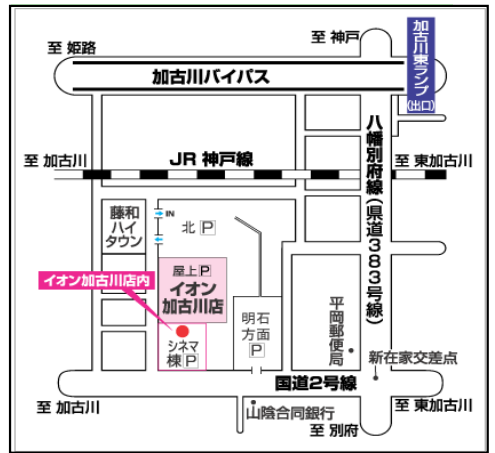 至 姫路
至 神戸
加古川東ランプ
(出口)
加古川バイパス
八幡別府線(県道383号線)
至 加古川
JR 神戸線
至 東加古川
藤和
ハイ
タウン
IN
北 P
屋上 P
イオン
加古川店
イオン加古川店内
シネマ
棟 P
明石
方面
P
平岡郵便局
新在家交差点
国道2号線
至 加古川
山陰合同銀行
至 東加古川
至 別府